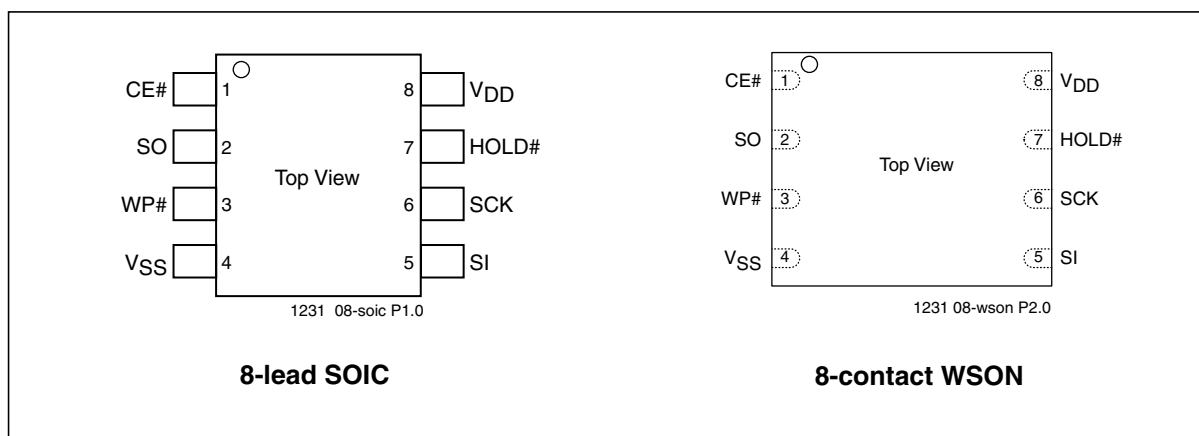 CE# 1 8 VDD
SO 2 7 HOLD#
Top View
WP# 3 6 SCK
VSS 4 5 SI
1231 08-soic P1.0
8-lead SOIC
CE# 1 8 VDD
SO 2 7 HOLD#
Top View
WP# 3 6 SCK
VSS 4 5 SI
1231 08-wson P2.0
8-contact WSON